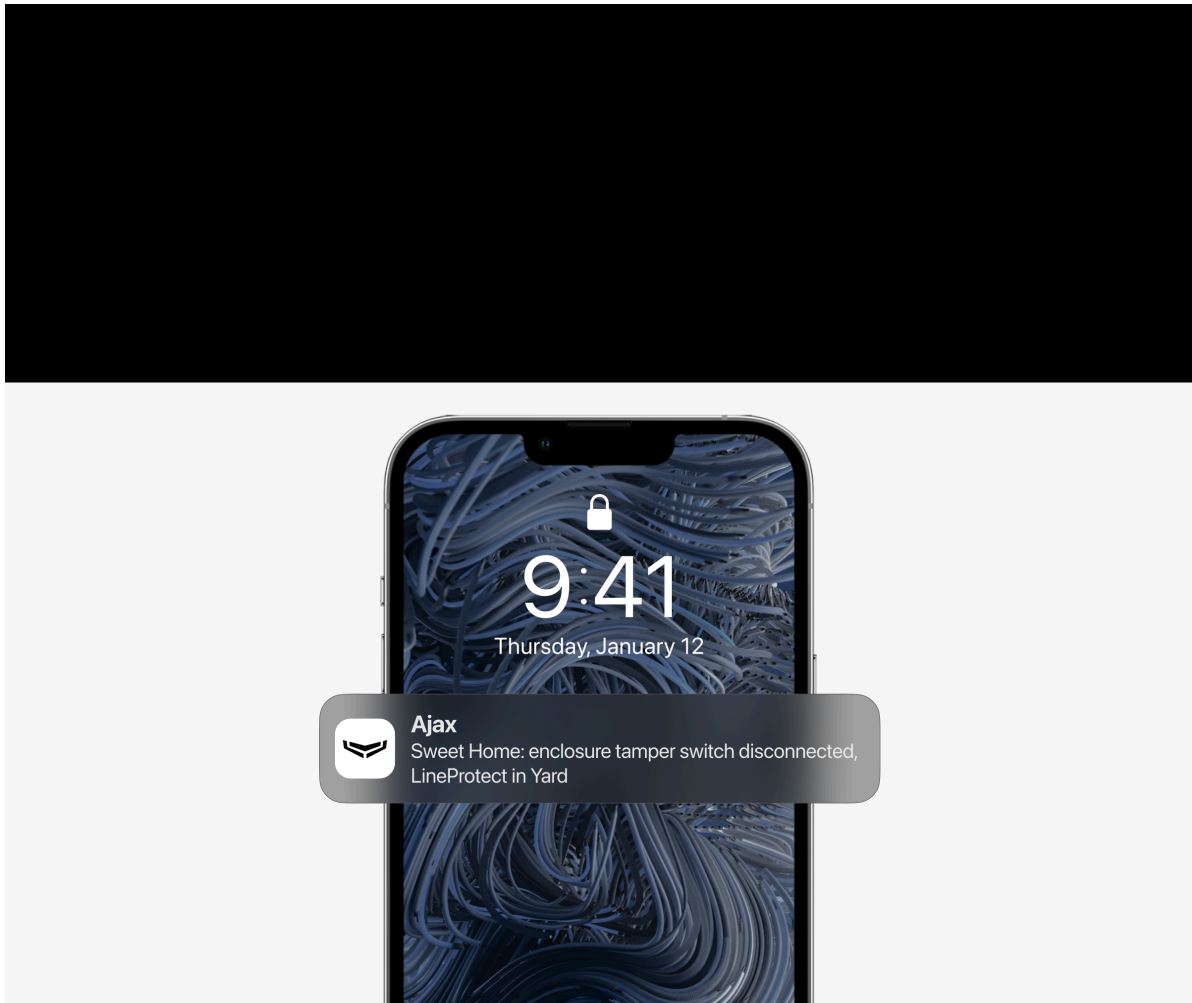 9:41
Thursday, January 12
Ajax
Sweet Home: enclosure tamper switch disconnected,
LineProtect in Yard